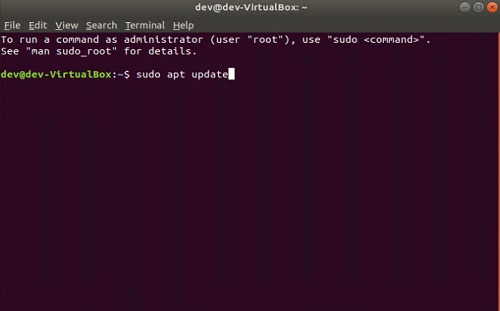 dev@dev-VirtualBox: ~
File Edit View Search Terminal Help
To run a command as administrator (user "root"), use "sudo <command>".
See "man sudo_root" for details.
dev@dev-VirtualBox:~$ sudo apt update